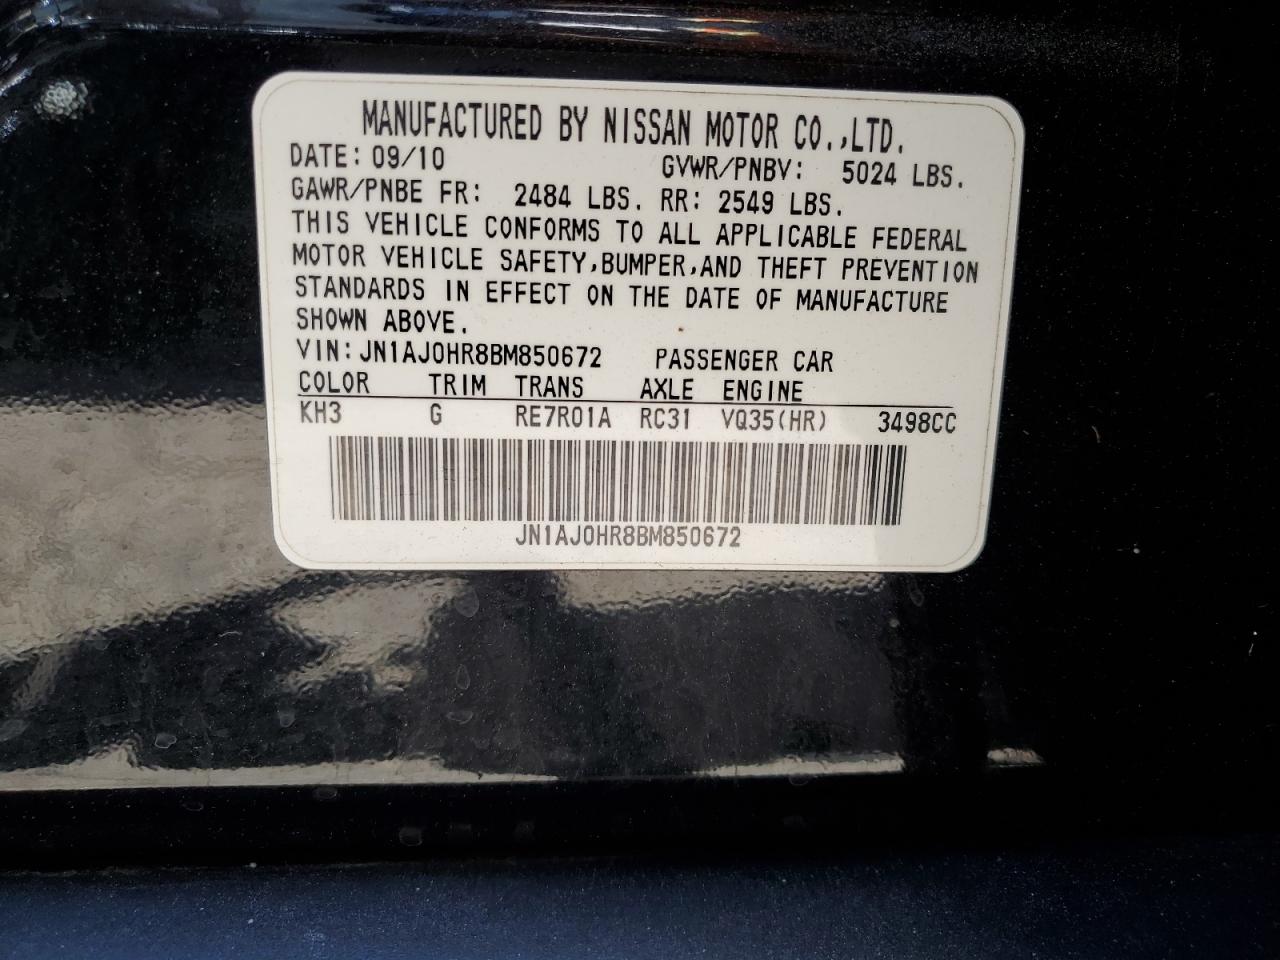 MANUFACTURED BY NISSAN MOTOR CO.,LTD.
DATE: 09/10 GVWR/PNBV: 5024 LBS.
GAWR/PNBE FR: 2484 LBS. RR: 2549 LBS.
THIS VEHICLE CONFORMS TO ALL APPLICABLE FEDERAL
MOTOR VEHICLE SAFETY,BUMPER,AND THEFT PREVENTION
STANDARDS IN EFFECT ON THE DATE OF MANUFACTURE
SHOWN ABOVE.
VIN:JN1AJ0HR8BM850672 PASSENGER CAR
COLOR TRIM TRANS AXLE ENGINE
KH3 G RE7R01A RC31 VQ35(HR) 3498CC
JN1AJ0HR8BM850672